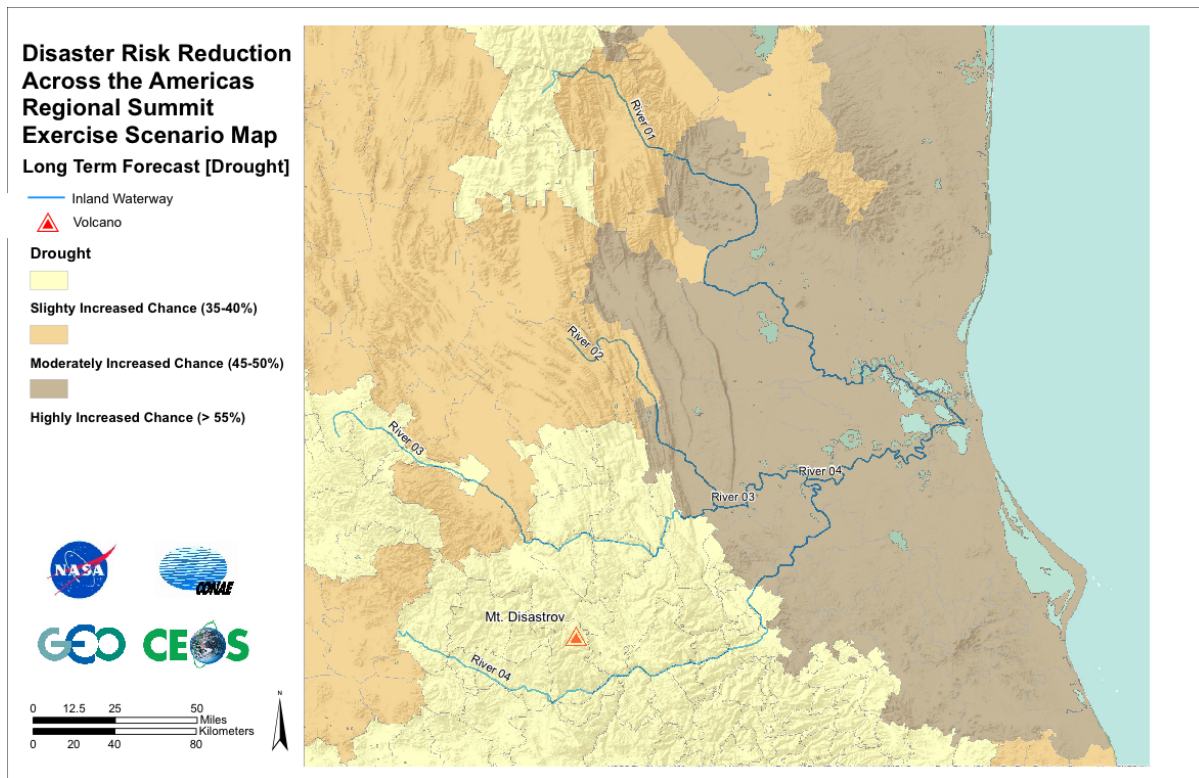 Disaster Risk Reduction
Across the Americas
Regional Summit
Exercise Scenario Map
Long Term Forecast [Drought]
Inland Waterway
Volcano
Drought
Slighty Increased Chance (35-40%)
Moderately Increased Chance (45-50%)
Highly Increased Chance (> 55%)
NASA
CONAE
GEO
CEOS
0 12.5 25 50
Miles
Kilometers
0 20 40 80
N
River 01
River 02
River 03
River 04
River 03
Mt. Disastrov
River 04